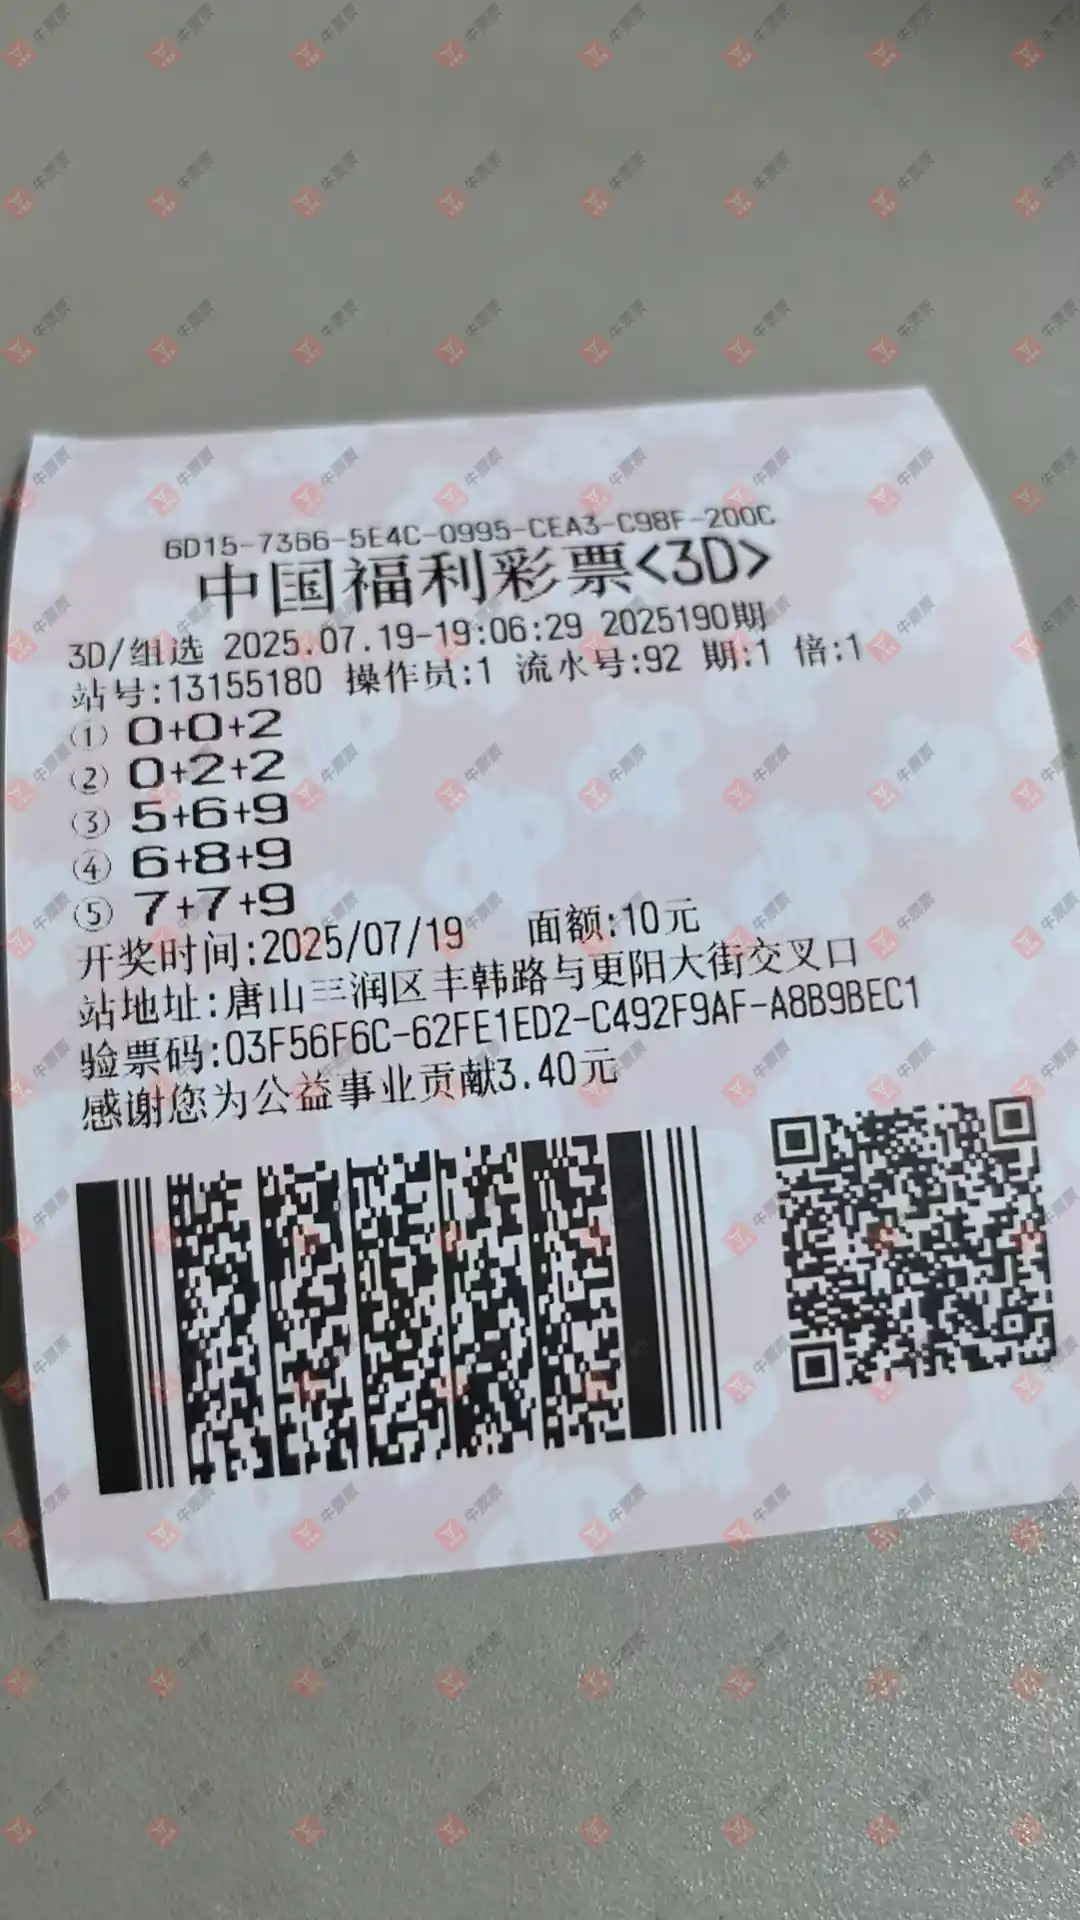 6D15-7366-5E4C-0995-CEA3-C98F-200C
中国福利彩票<3D>
3D/组选 2025.07.19-19:06:29 2025190期
站号:13155180 操作员:1 流水号:92 期:1 倍:1
① 0+0+2
② 0+2+2
③ 5+6+9
④ 6+8+9
⑤ 7+7+9
开奖时间:2025/07/19 面额:10元
站地址:唐山三润区丰韩路与更阳大街交叉口
验票码:03F56F6C-62FE1ED2-C492F9AF-A8B9BEC1
感谢您为公益事业贡献3.40元
牛票票